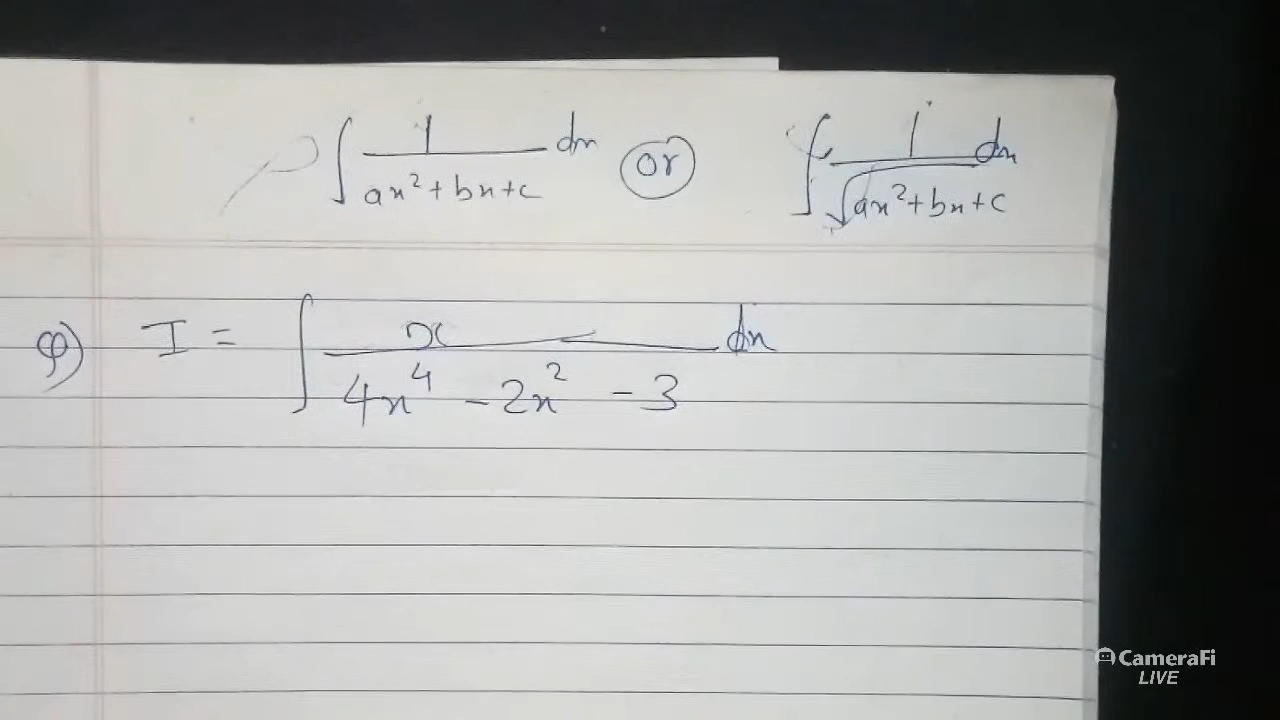 ∫ 1/(ax²+bx+c) dx or ∫ 1/√(ax²+bx+c) dx
Q) I = ∫ x/(4x⁴ - 2x² - 3) dx
CameraFi
LIVE